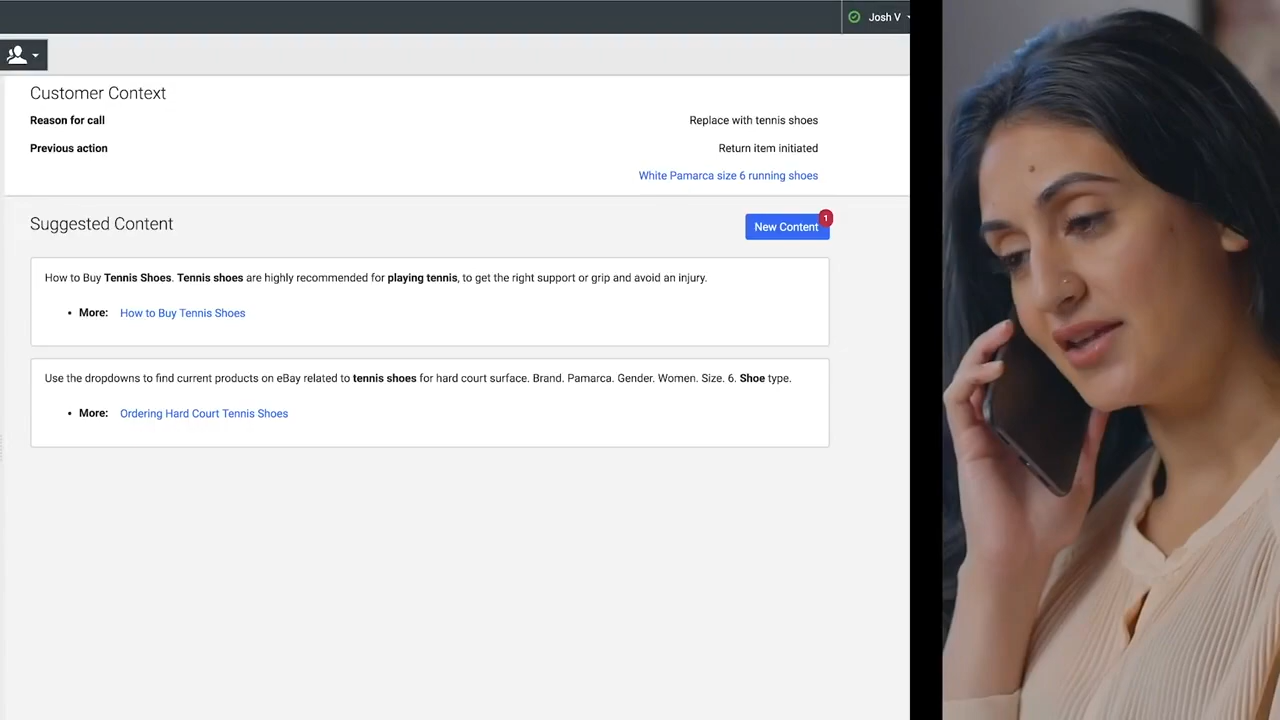 Josh V
Customer Context
Reason for call
Replace with tennis shoes
Previous action
Return item initiated
White Pamarca size 6 running shoes
Suggested Content
New Content
1
How to Buy Tennis Shoes. Tennis shoes are highly recommended for playing tennis, to get the right support or grip and avoid an injury.
• More: How to Buy Tennis Shoes
Use the dropdowns to find current products on eBay related to tennis shoes for hard court surface. Brand. Pamarca. Gender. Women. Size. 6. Shoe type.
• More: Ordering Hard Court Tennis Shoes